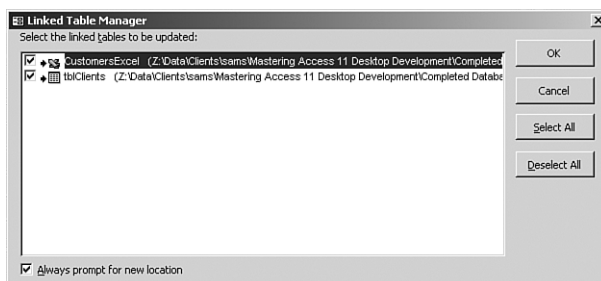 Linked Table Manager
Select the linked tables to be updated:
CustomersExcel (Z:\Data\Clients\sams\Mastering Access 11 Desktop Development\Completed
tblClients (Z:\Data\Clients\sams\Mastering Access 11 Desktop Development\Completed Databa
OK
Cancel
Select All
Deselect All
Always prompt for new location